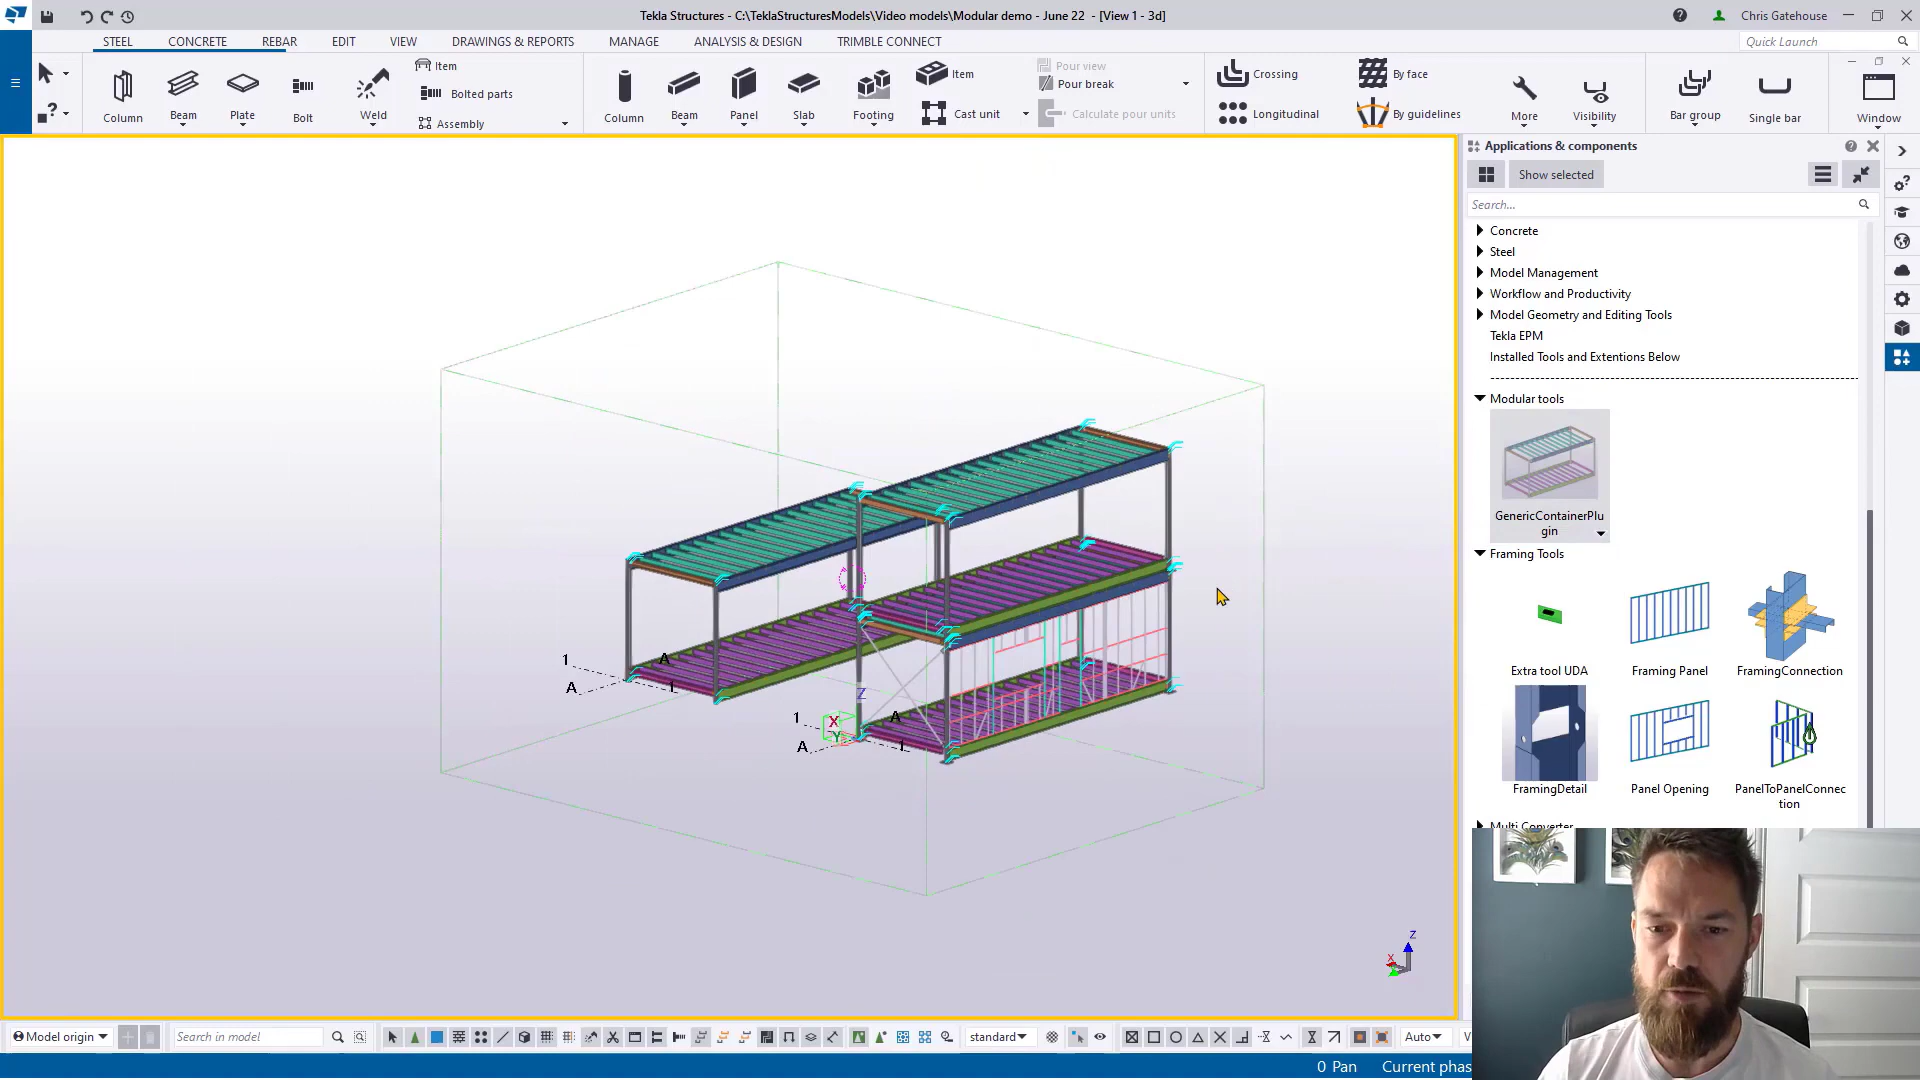 Tekla Structures - C:\TeklaStructuresModels\Video models\Modular demo - June 22 - [View 1 - 3d]
Chris Gatehouse
STEEL
CONCRETE
REBAR
EDIT
VIEW
DRAWINGS & REPORTS
MANAGE
ANALYSIS & DESIGN
TRIMBLE CONNECT
Quick Launch
Column
Beam
Plate
Bolt
Weld
Item
Bolted parts
Assembly
Column
Beam
Panel
Slab
Footing
Item
Cast unit
Pour view
Pour break
Calculate pour units
Crossing
Longitudinal
By face
By guidelines
More
Visibility
Bar group
Single bar
Window
Applications & components
Show selected
Search...
Concrete
Steel
Model Management
Workflow and Productivity
Model Geometry and Editing Tools
Tekla EPM
Installed Tools and Extentions Below
Modular tools
GenericContainerPlu
gin
Framing Tools
Extra tool UDA
Framing Panel
FramingConnection
FramingDetail
Panel Opening
PanelToPanelConnec
tion
Multi Converter
1
A
A
1
Z
X
Y
1
A
A
1
Z
X
Model origin
Search in model
standard
Auto
V
0 Pan
Current phas